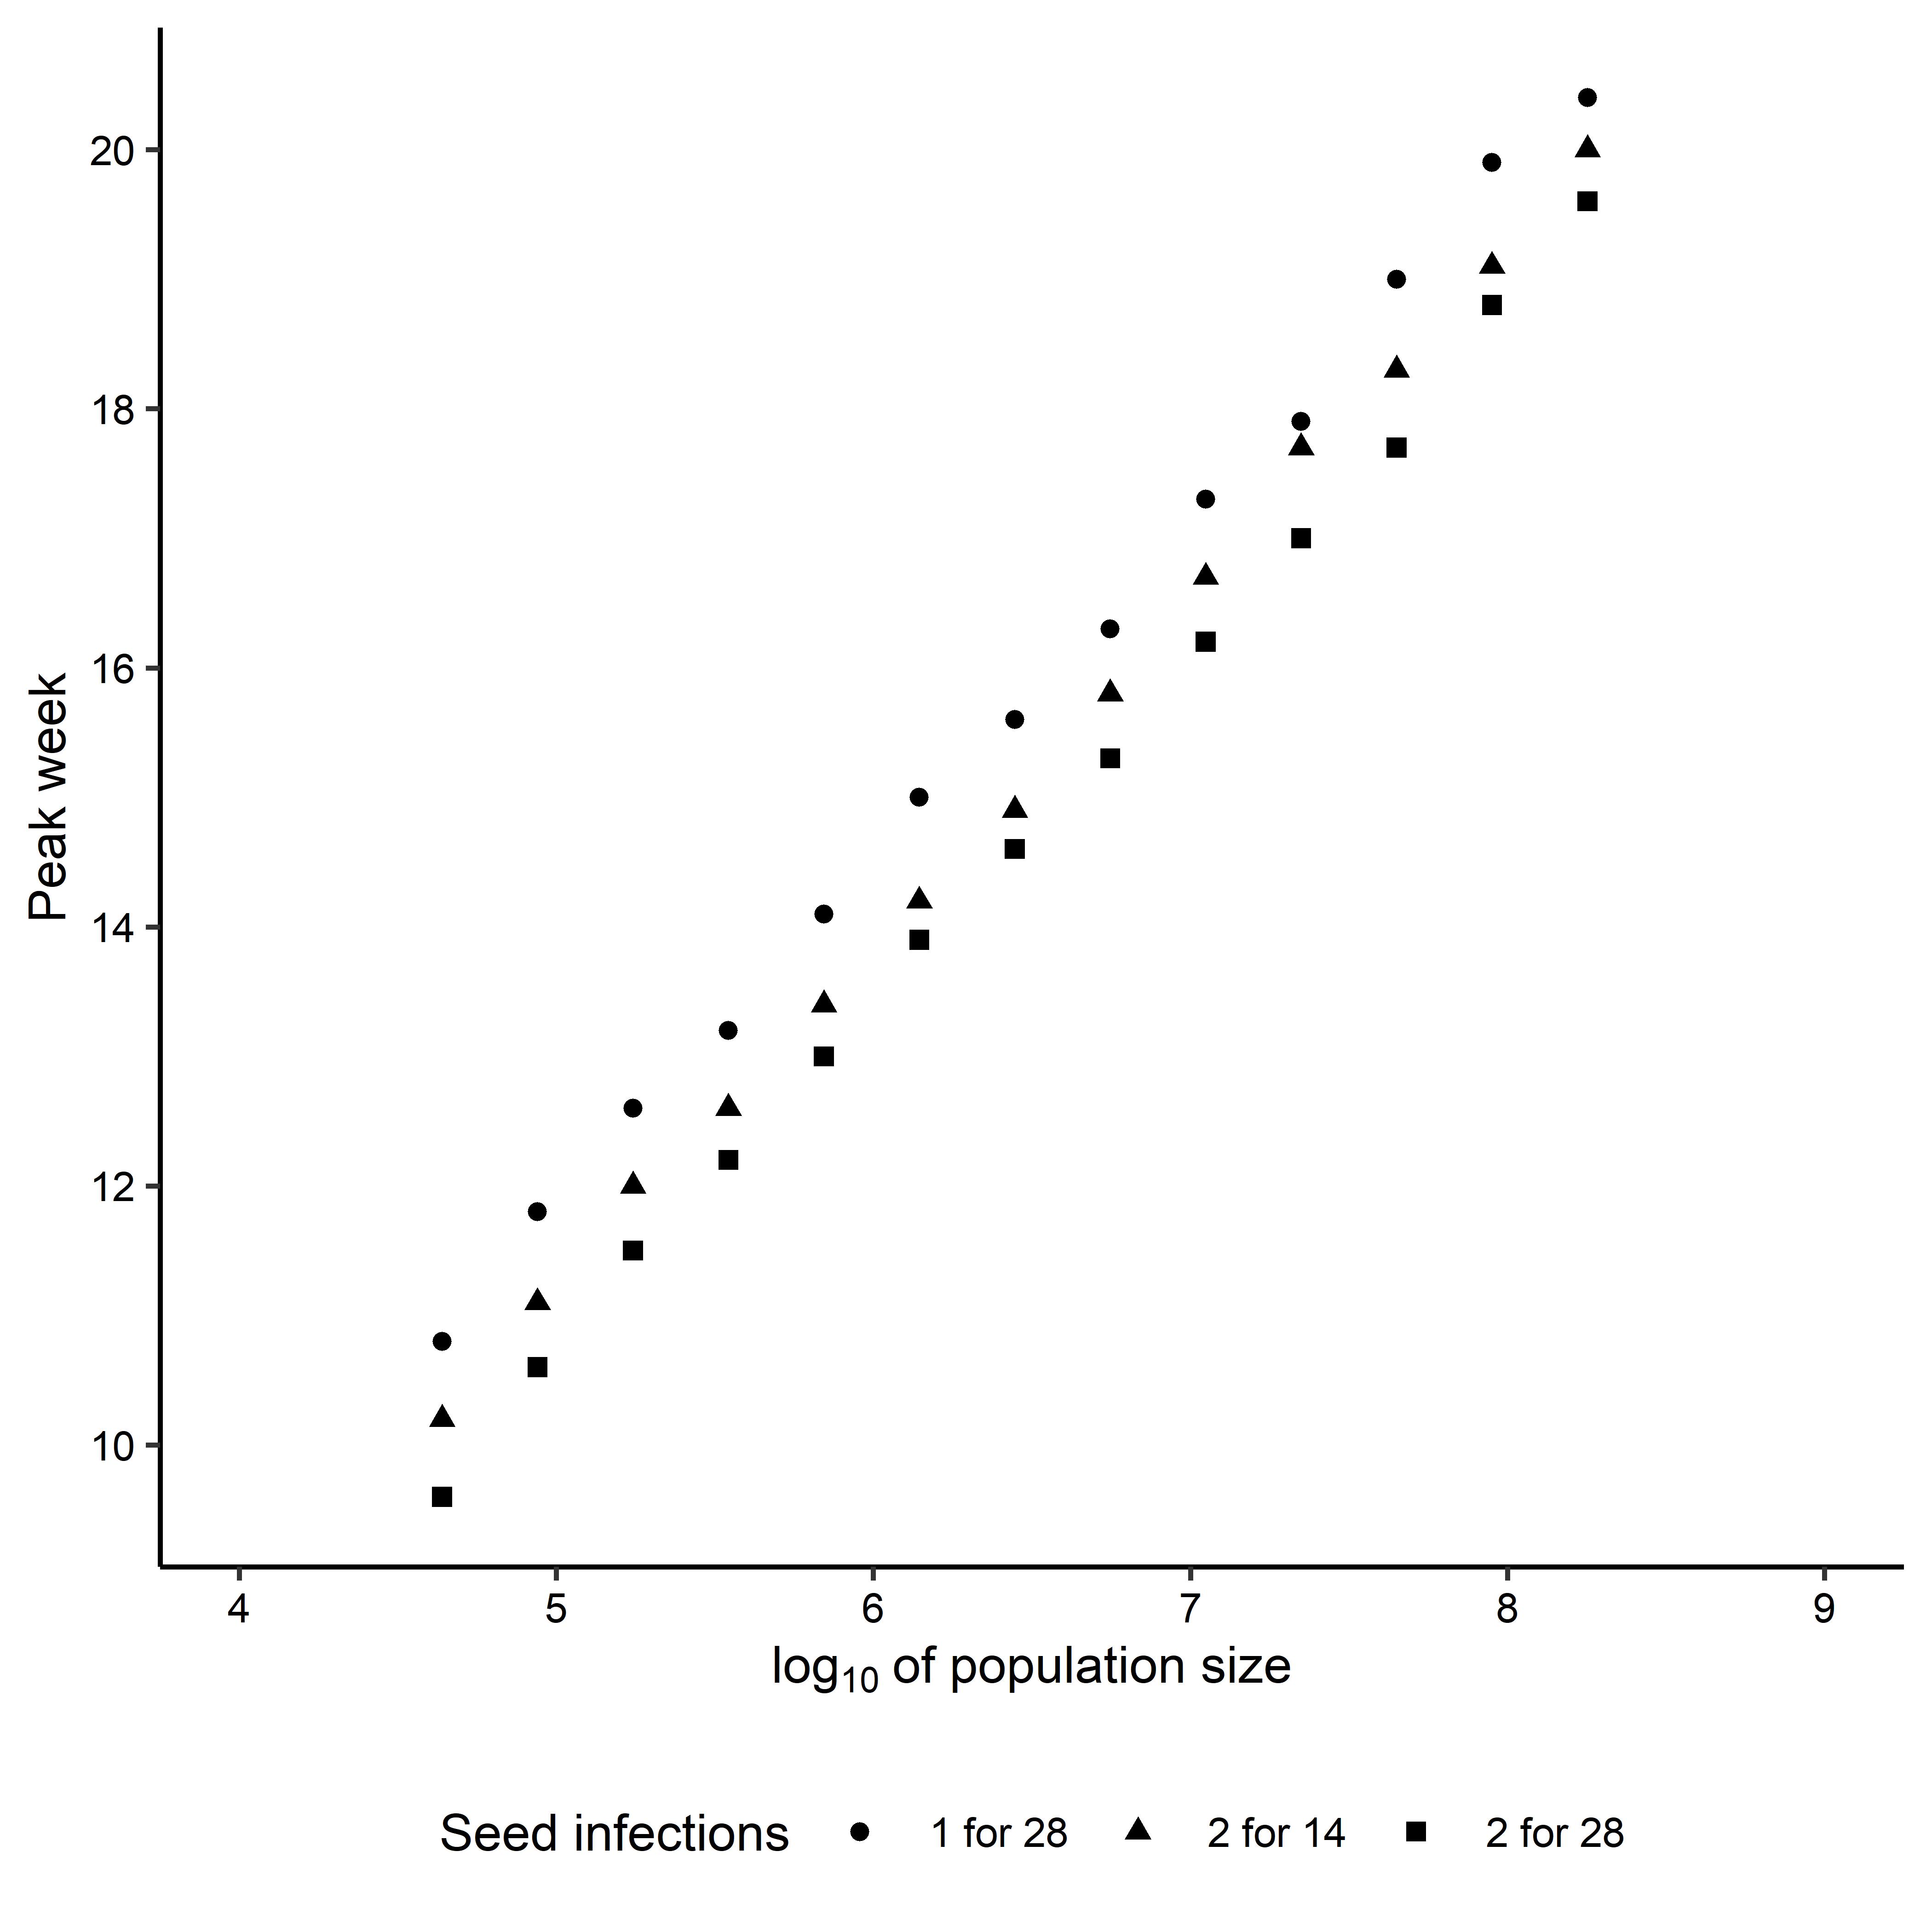 Peak week
20
18
16
14
12
10
4 5 6 7 8 9
log₁₀ of population size
Seed infections 1 for 28 2 for 14 2 for 28